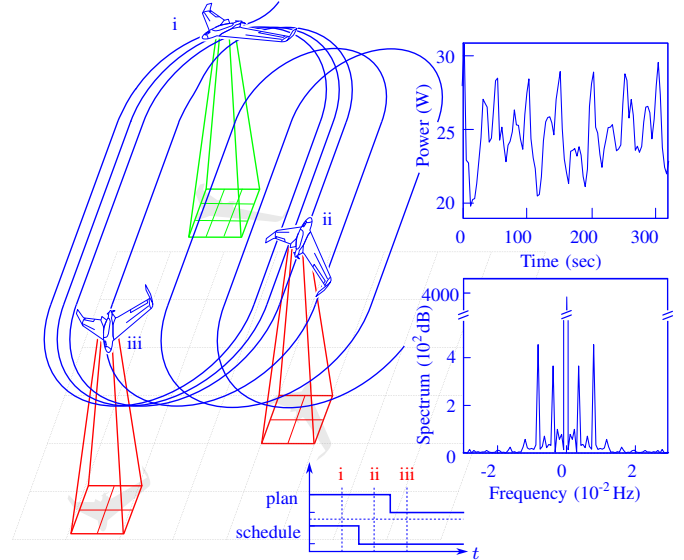 i
ii
iii
30
25
20
Power (W)
0 100 200 300
Time (sec)
4000
4
2
0
Spectrum (10² dB)
-2 0 2
Frequency (10⁻² Hz)
i ii iii
plan
schedule
t